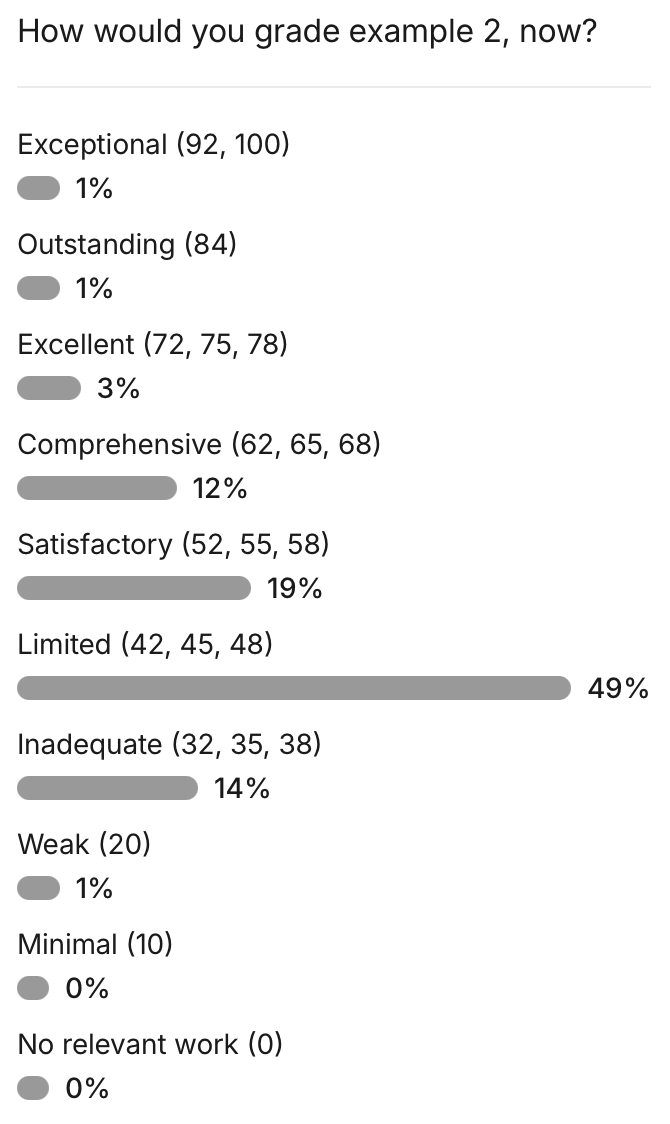 How would you grade example 2, now?
Exceptional (92, 100)
1%
Outstanding (84)
1%
Excellent (72, 75, 78)
3%
Comprehensive (62, 65, 68)
12%
Satisfactory (52, 55, 58)
19%
Limited (42, 45, 48)
49%
Inadequate (32, 35, 38)
14%
Weak (20)
1%
Minimal (10)
0%
No relevant work (0)
0%